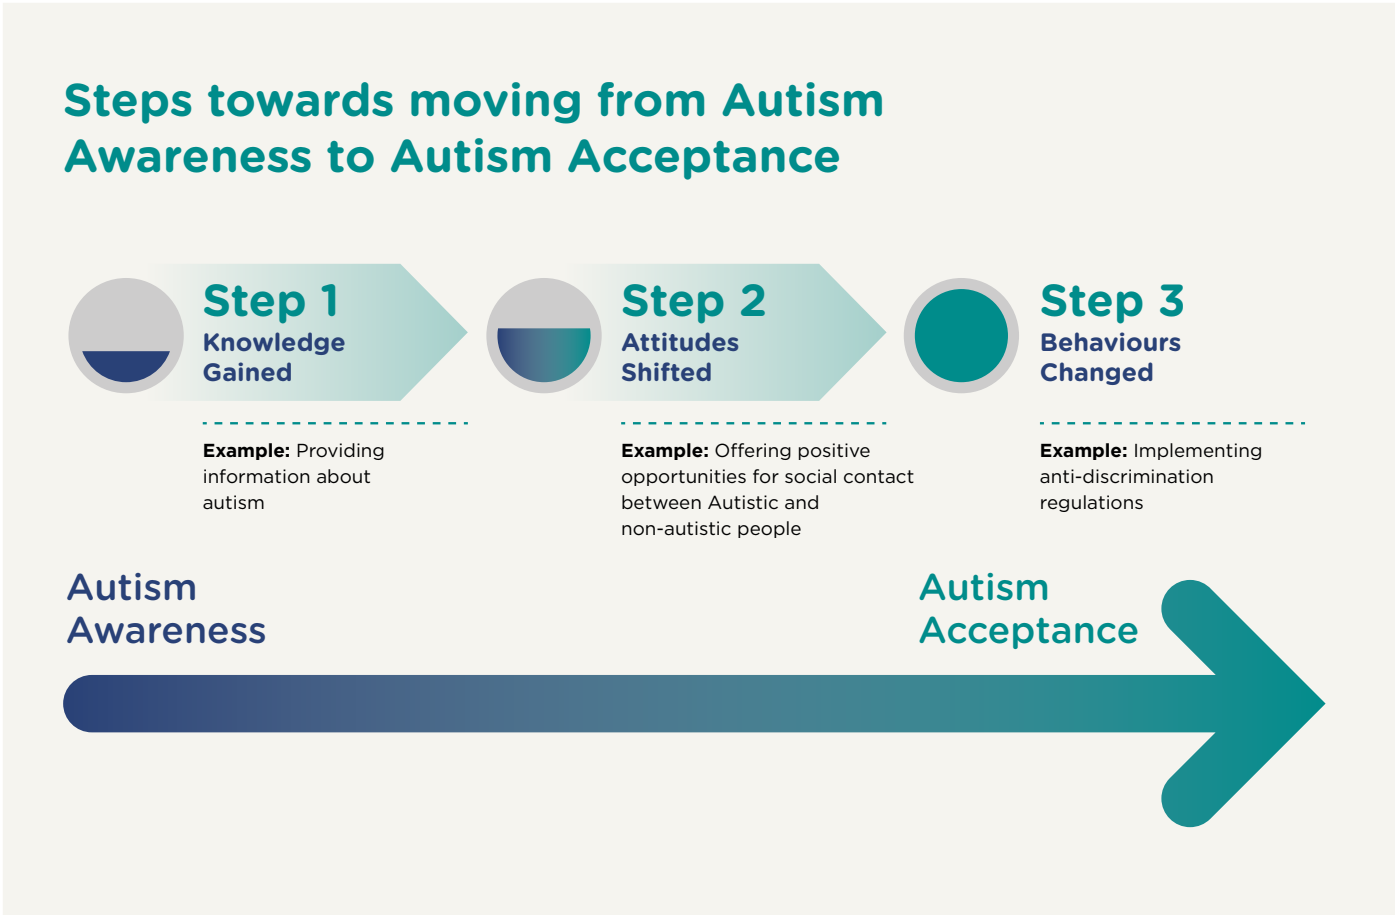 Steps towards moving from Autism
Awareness to Autism Acceptance
Step 1
Knowledge
Gained
Example: Providing
information about
autism
Step 2
Attitudes
Shifted
Example: Offering positive
opportunities for social contact
between Autistic and
non-autistic people
Step 3
Behaviours
Changed
Example: Implementing
anti-discrimination
regulations
Autism
Awareness
Autism
Acceptance